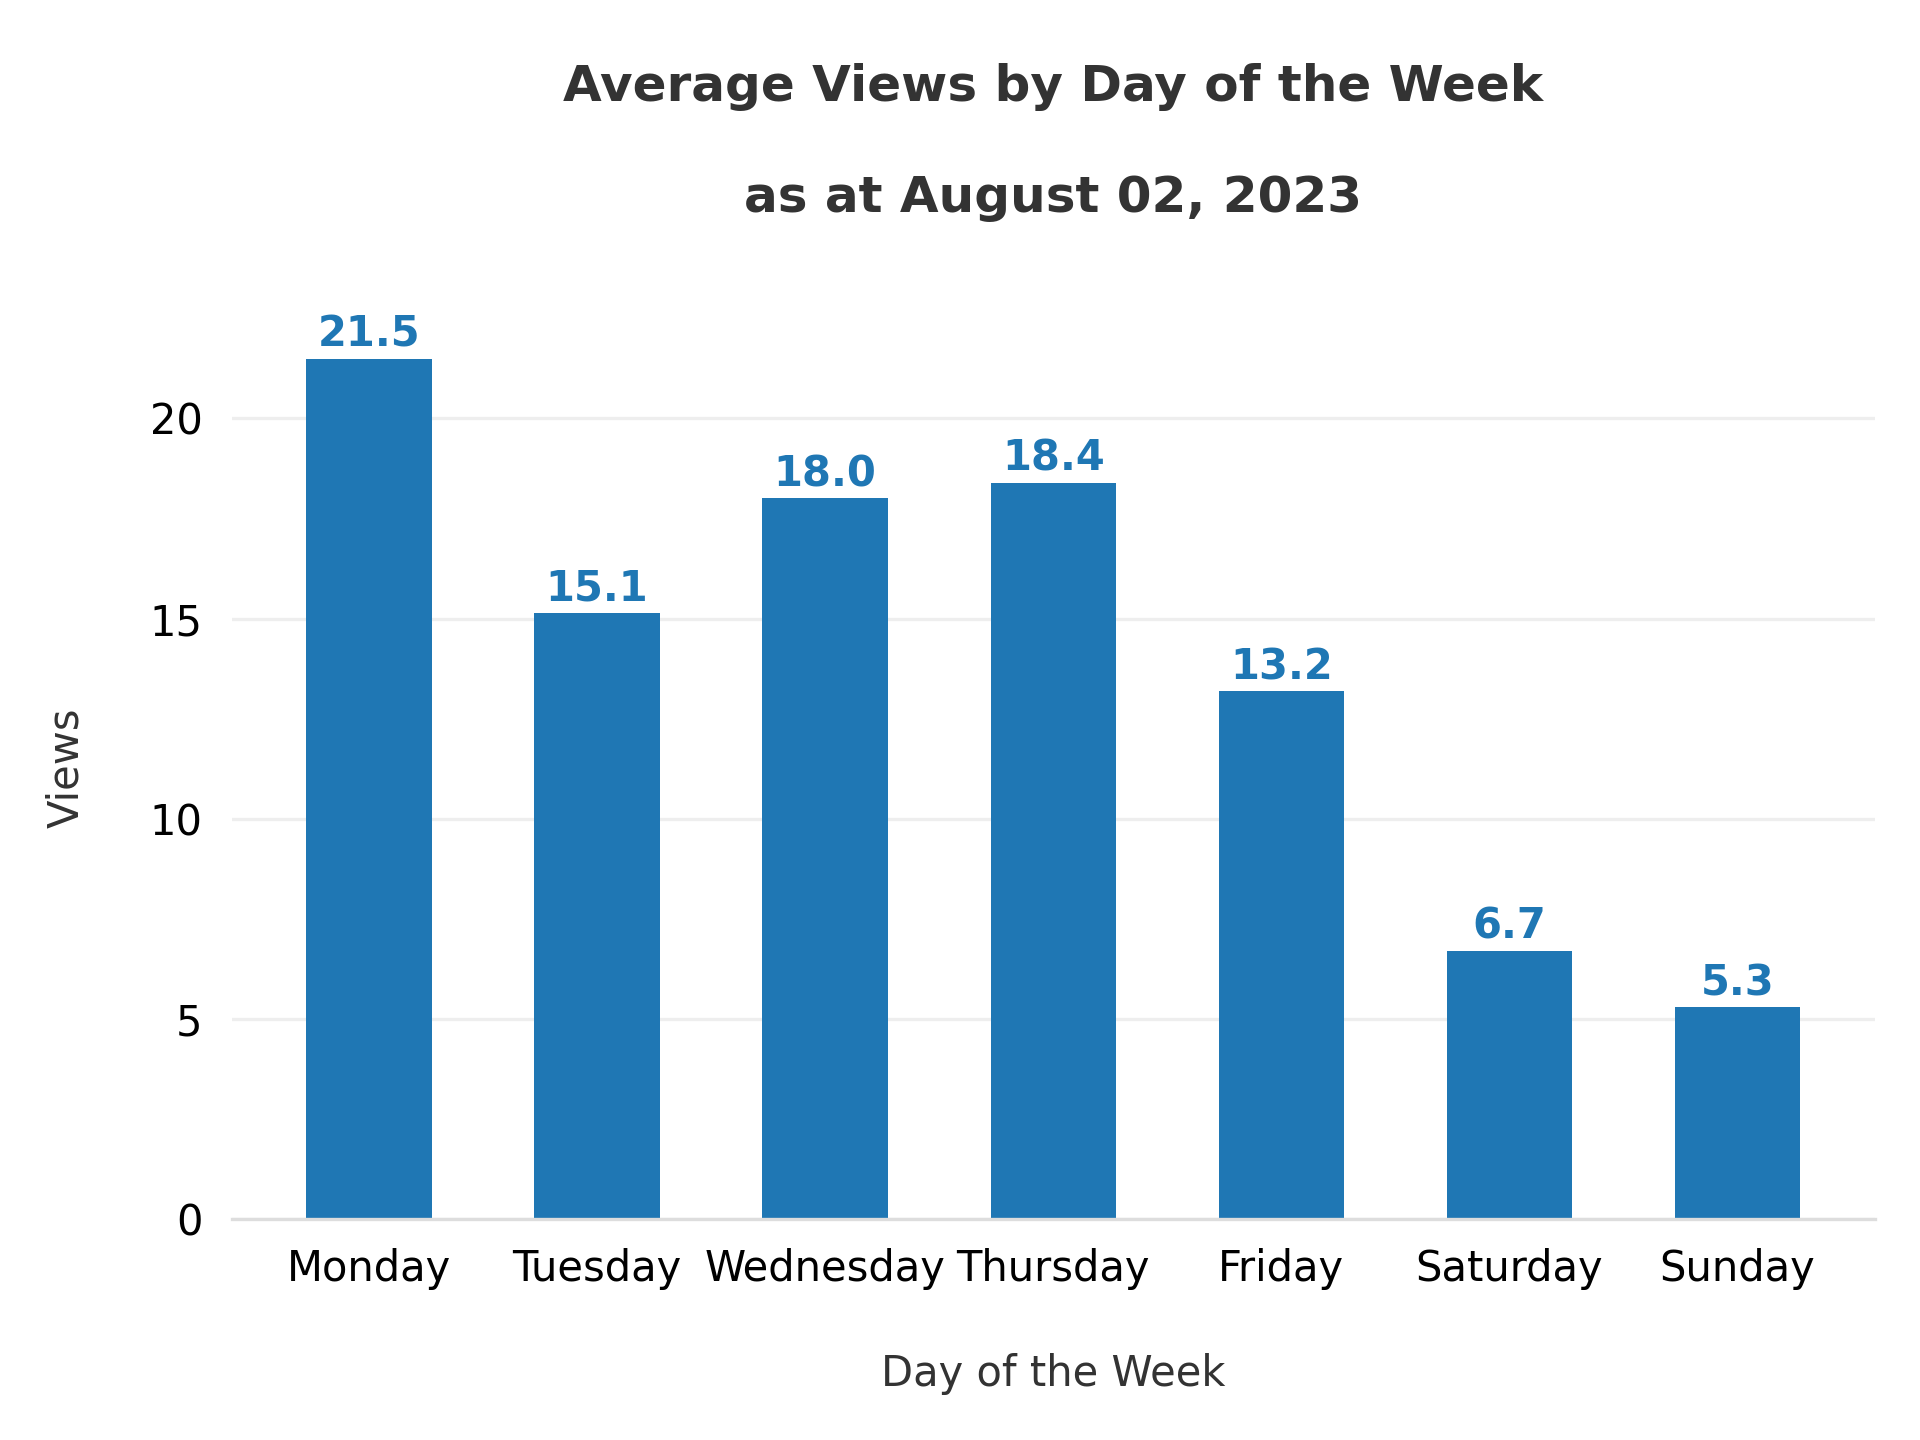 Average Views by Day of the Week
as at August 02, 2023
21.5
15.1
18.0
18.4
13.2
6.7
5.3
20
15
10
5
0
Views
Monday Tuesday Wednesday Thursday Friday Saturday Sunday
Day of the Week